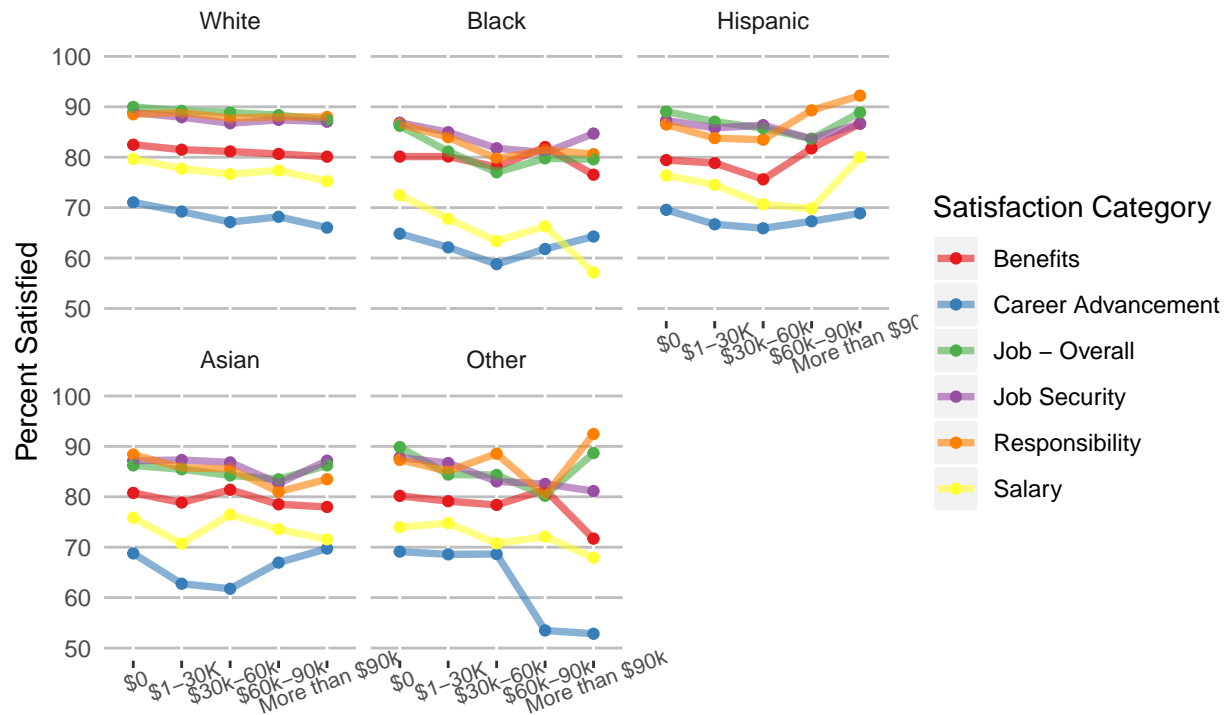 White
Black
Hispanic
100
90
80
70
60
50
$0
$1–30K
$30k–60k
$60k–90k
More than $90
Percent Satisfied
Asian
Other
100
90
80
70
60
50
$0
$1–30K
$30k–60k
$60k–90k
More than $90k
$0
$1–30K
$30k–60k
$60k–90k
More than $90k
Satisfaction Category
Benefits
Career Advancement
Job – Overall
Job Security
Responsibility
Salary